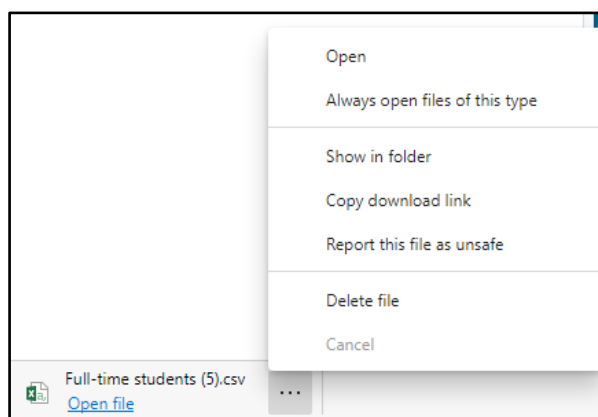 Open
Always open files of this type
Show in folder
Copy download link
Report this file as unsafe
Delete file
Cancel
Full-time students (5).csv
Open file
...